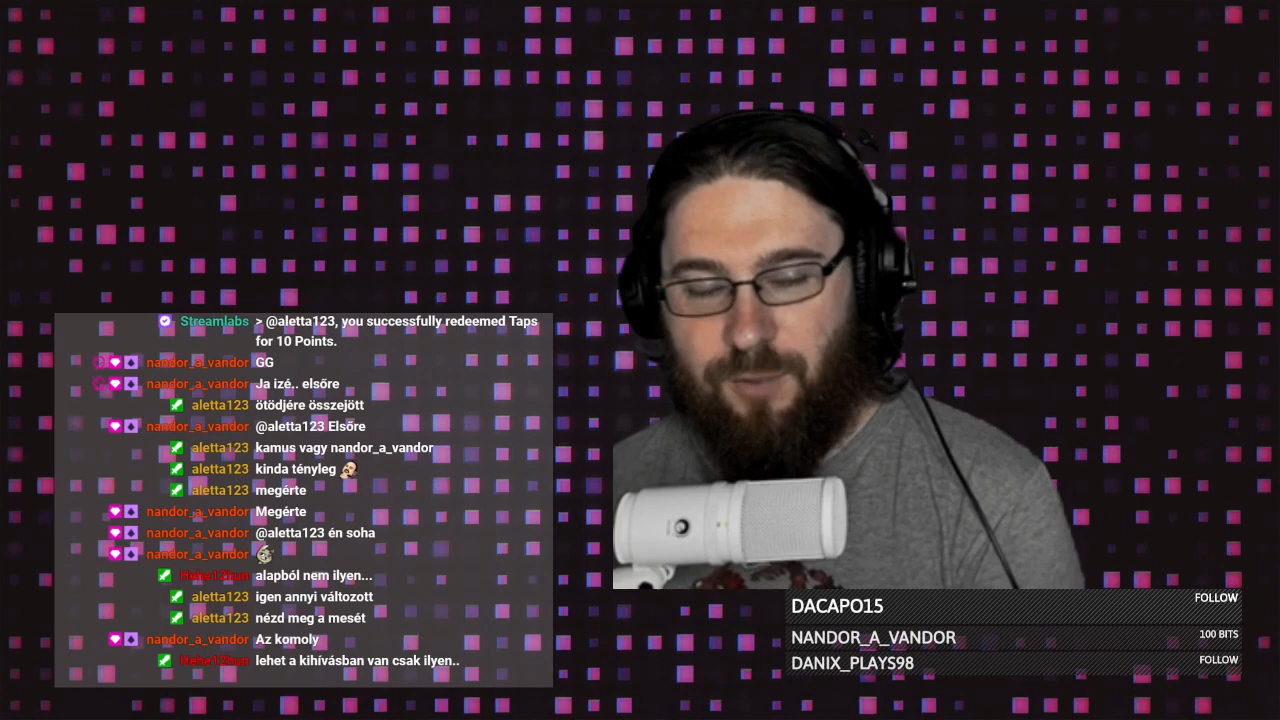 Streamlabs > @aletta123, you successfully redeemed Taps
for 10 Points.
nandor_a_vandor GG
nandor_a_vandor Ja izé.. elsőre
aletta123 ötödjére összejött
nandor_a_vandor @aletta123 Elsőre
aletta123 kamus vagy nandor_a_vandor
aletta123 kinda tényleg
aletta123 megérte
nandor_a_vandor Megérte
nandor_a_vandor @aletta123 én soha
nandor_a_vandor
Hehe12hun alapból nem ilyen...
aletta123 igen annyi változott
aletta123 nézd meg a mesét
nandor_a_vandor Az komoly
Hehe12hun lehet a kihívásban van csak ilyen..
DACAPO15 FOLLOW
NANDOR_A_VANDOR 100 BITS
DANIX_PLAYS98 FOLLOW